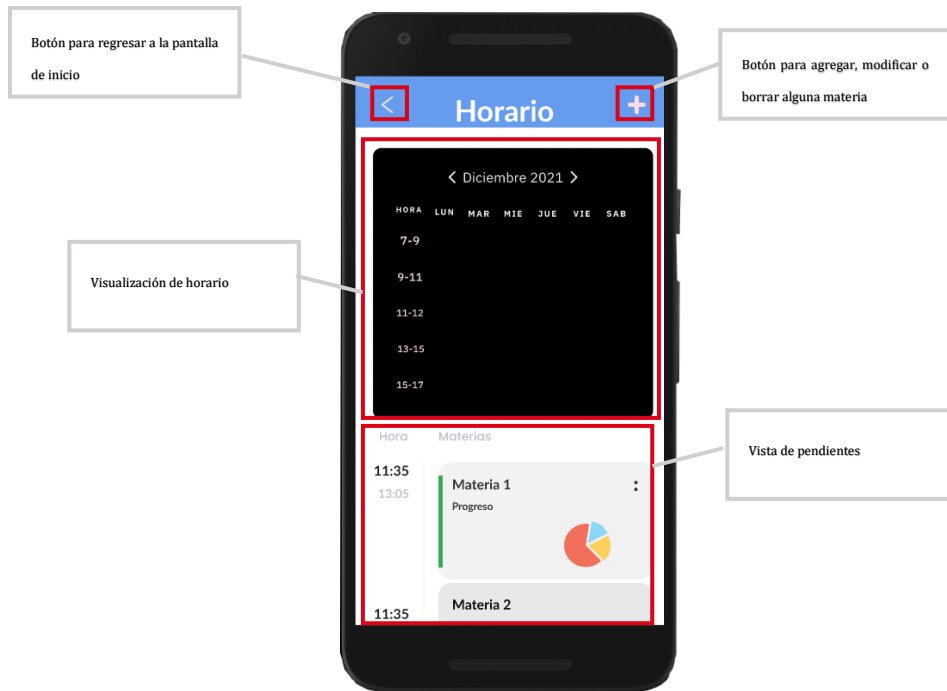 Botón para regresar a la pantalla
de inicio
Botón para agregar, modificar o
borrar alguna materia
Horario
Diciembre 2021
HORA LUN MAR MIE JUE VIE SAB
7-9
9-11
11-12
13-15
15-17
Visualización de horario
Hora Materias
11:35
13:05
Materia 1
Progreso
Vista de pendientes
11:35
Materia 2